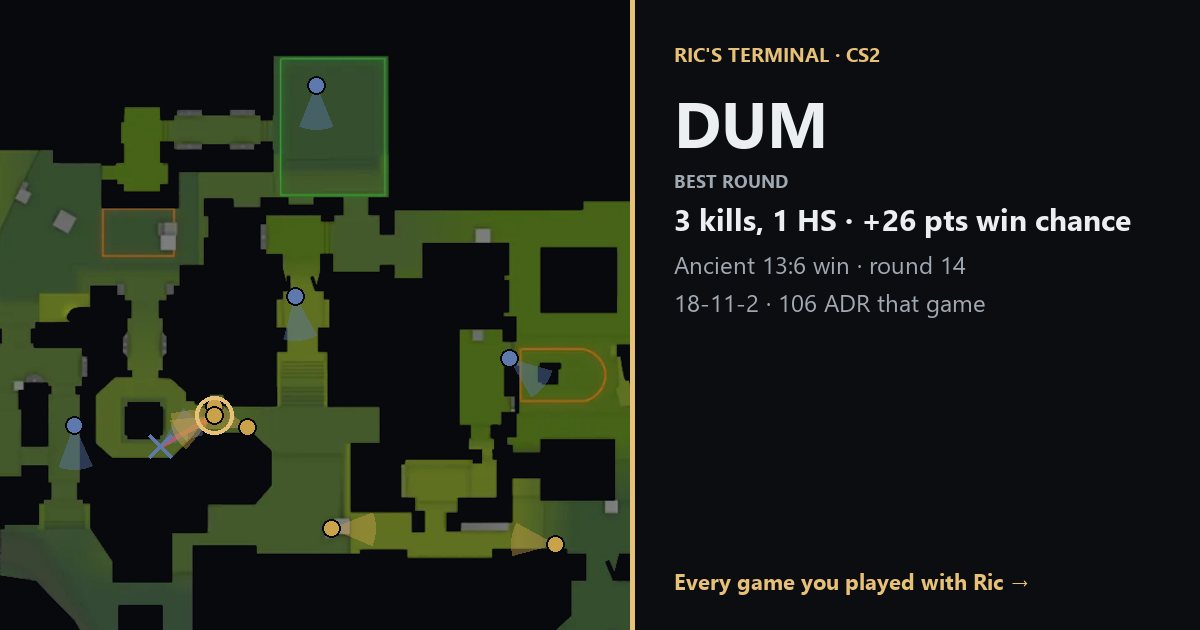 RIC'S TERMINAL · CS2
DUM
BEST ROUND
3 kills, 1 HS · +26 pts win chance
Ancient 13:6 win · round 14
18-11-2 · 106 ADR that game
Every game you played with Ric →